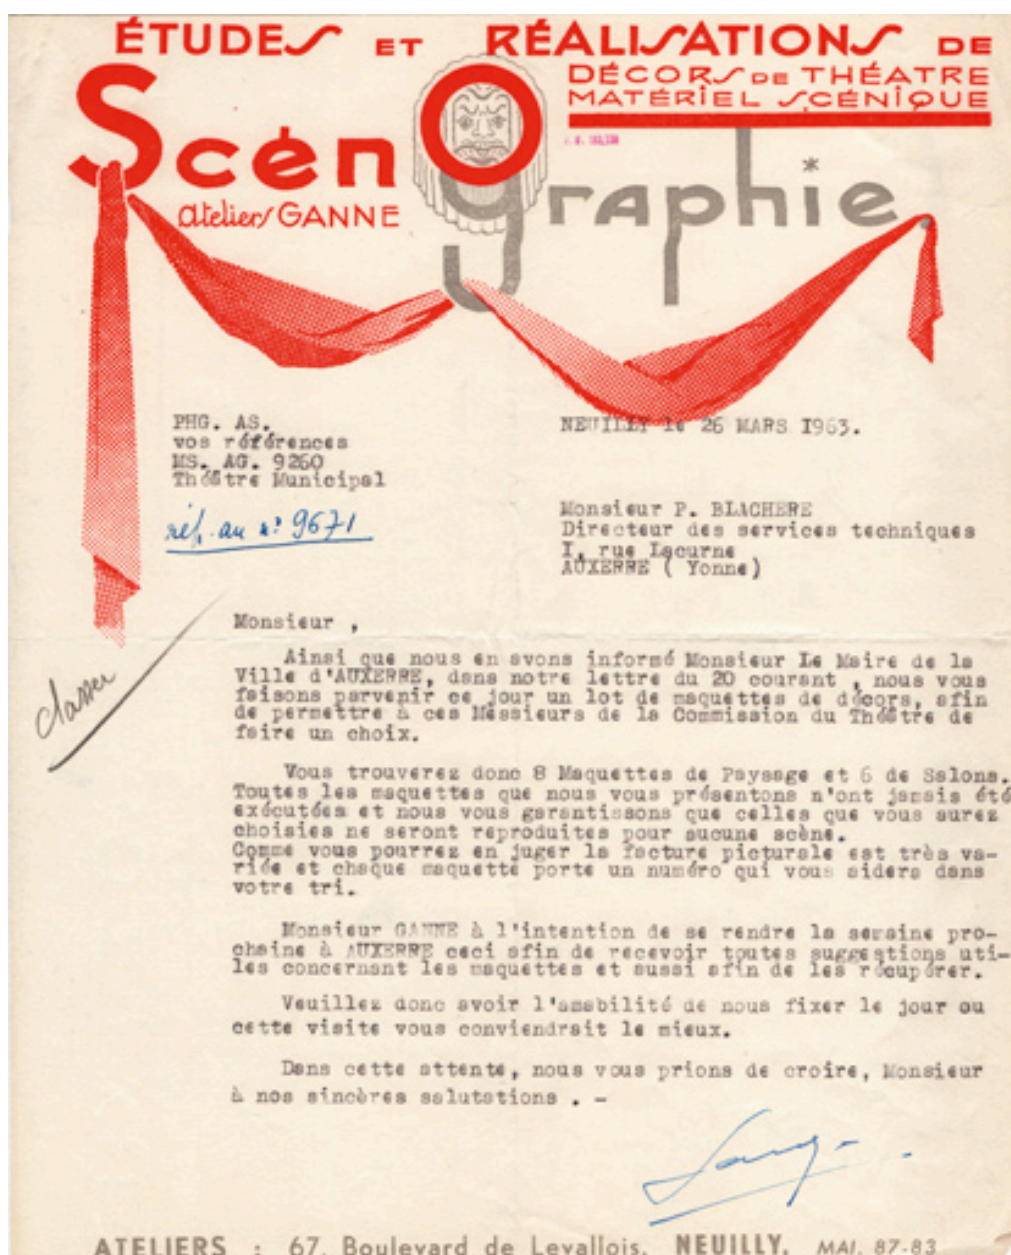 ÉTUDES ET RÉALISATIONS DE
DÉCORS DE THÉATRE
MATÉRIEL SCÉNIQUE
ScénOgraphie
Ateliers GANNE
PHG. AS.
vos références
MS. AG. 9260
Théâtre Municipal
réf. au n° 9671
NEUILLY le 26 MARS I963.
Monsieur P. BLACHERE
Directeur des services techniques
I, rue Lacurne
AUXERRE ( Yonne)
classer
Monsieur ,
Ainsi que nous en avons informé Monsieur Le Maire de la
Ville d'AUXERRE, dans notre lettre du 20 courant , nous vous
faisons parvenir ce jour un lot de maquettes de décors, afin
de permettre à ces Messieurs de la Commission du Théâtre de
faire un choix.
Vous trouverez donc 8 Maquettes de Paysage et 6 de Salons.
Toutes les maquettes que nous vous présentons n'ont jamais été
exécutées et nous vous garantissons que celles que vous aurez
choisies ne seront reproduites pour aucune scène.
Comme vous pourrez en juger la facture picturale est très va-
riée et chaque maquette porte un numéro qui vous aidera dans
votre tri.
Monsieur GANNE à l'intention de se rendre la semaine pro-
chaine à AUXERRE ceci afin de recevoir toutes suggestions uti-
les concernant les maquettes et aussi afin de les récupérer.
Veuillez donc avoir l'amabilité de nous fixer le jour ou
cette visite vous conviendrait le mieux.
Dans cette attente, nous vous prions de croire, Monsieur
à nos sincères salutations . -
ATELIERS : 67, Boulevard de Levallois, NEUILLY, MAI. 87-83